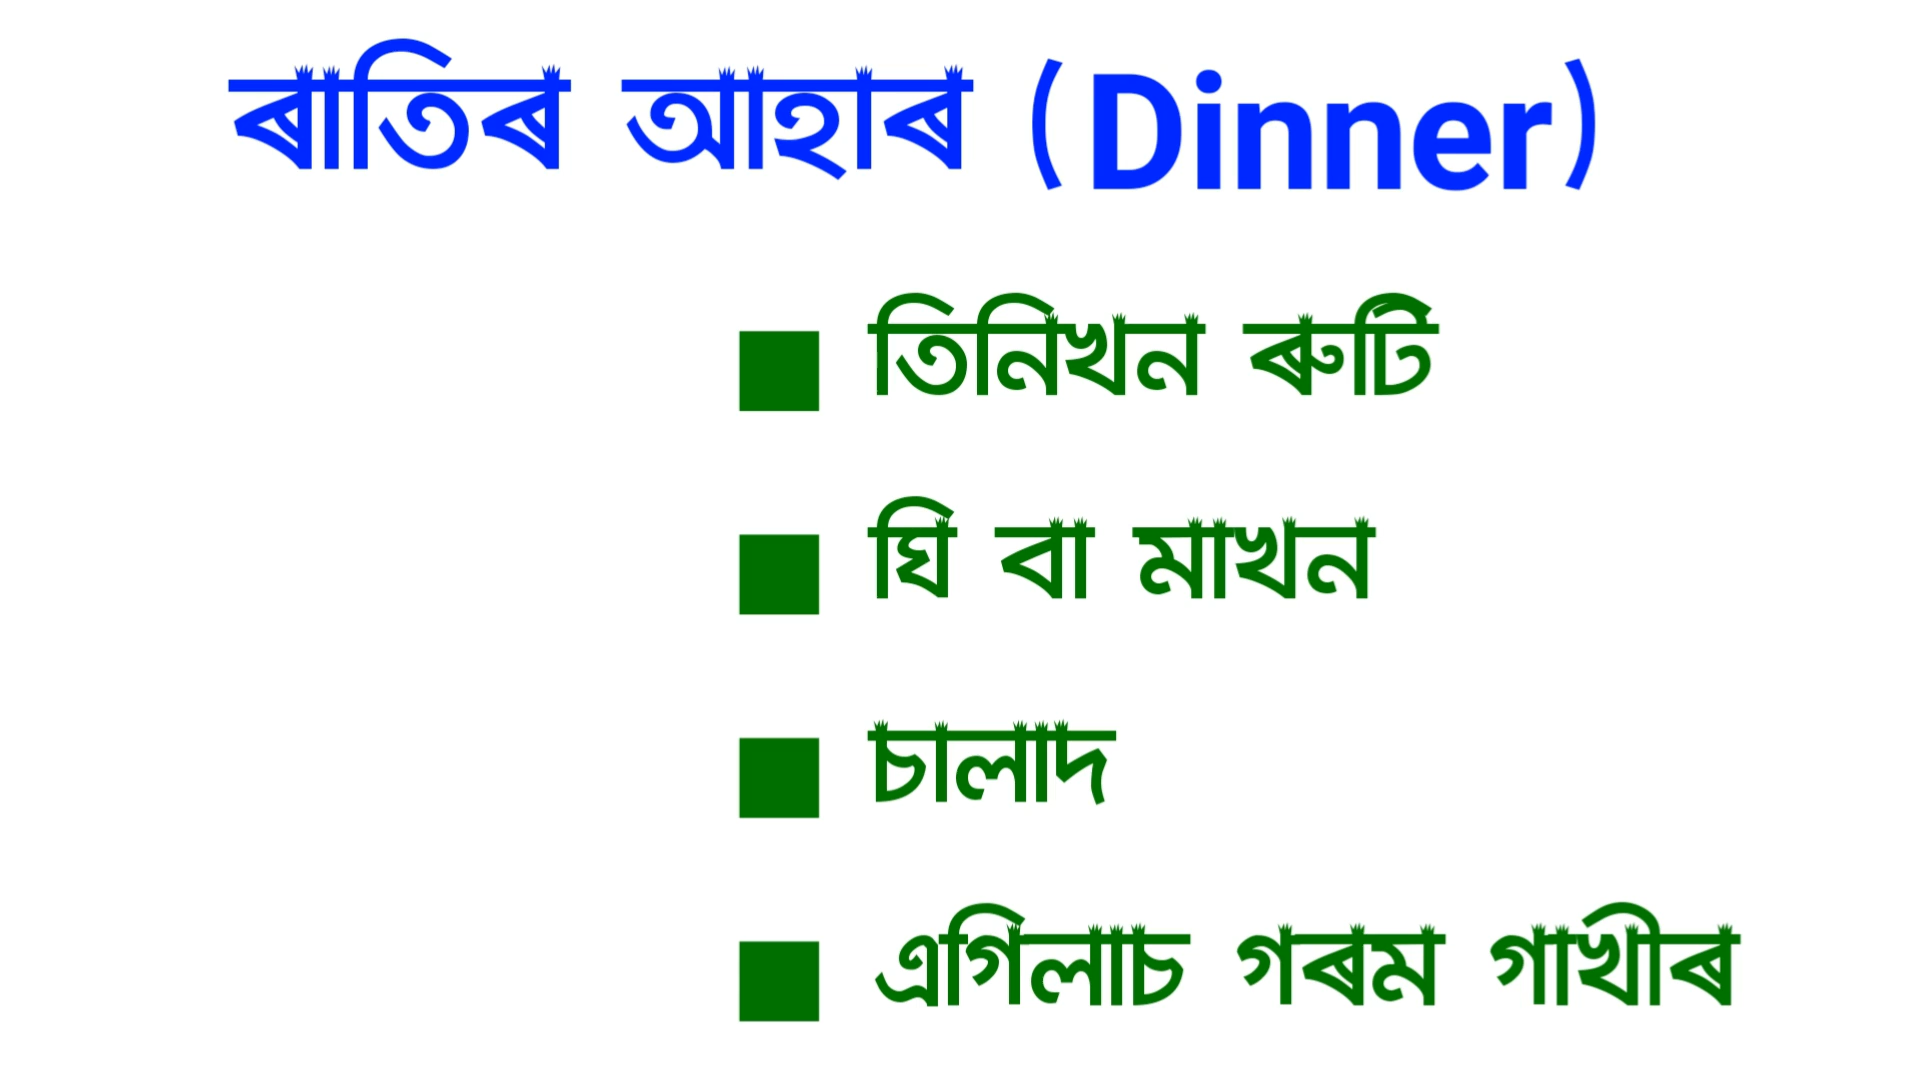 ৰাতিৰ আহাৰ (Dinner)
■ তিনিখন ৰুটি
■ ঘি বা মাখন
■ চালাদ
■ এগিলাচ গৰম গাখীৰ